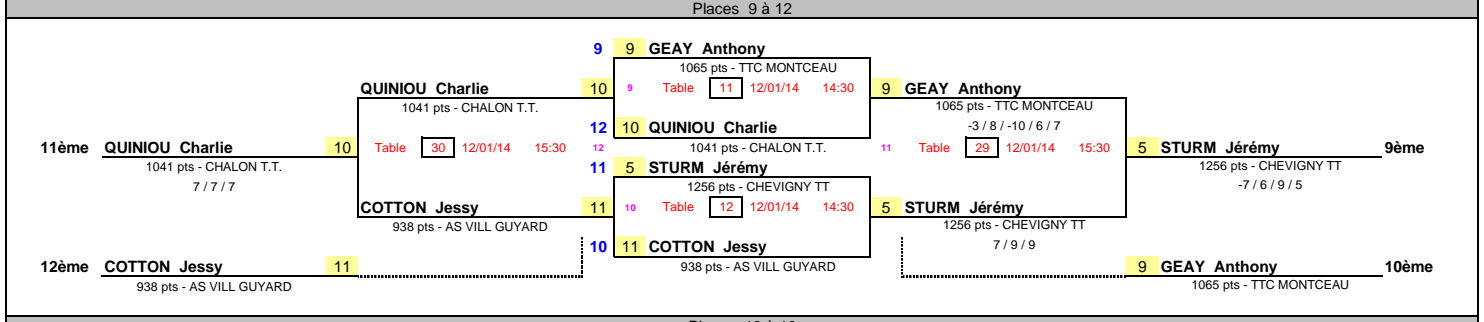 Places 9 à 12
9 9 GEAY Anthony
1065 pts - TTC MONTCEAU
QUINIOU Charlie 10 9 Table 11 12/01/14 14:30 9 GEAY Anthony
1041 pts - CHALON T.T. 1065 pts - TTC MONTCEAU
-3 / 8 / -10 / 6 / 7
12 10 QUINIOU Charlie
11ème QUINIOU Charlie 10 Table 30 12/01/14 15:30 12 1041 pts - CHALON T.T. 11 Table 29 12/01/14 15:30 5 STURM Jérémy 9ème
1041 pts - CHALON T.T. 11 5 STURM Jérémy 1256 pts - CHEVIGNY TT
7 / 7 / 7 1256 pts - CHEVIGNY TT -7 / 6 / 9 / 5
COTTON Jessy 11 10 Table 12 12/01/14 14:30 5 STURM Jérémy
938 pts - AS VILL GUYARD 1256 pts - CHEVIGNY TT
10 11 COTTON Jessy 7 / 9 / 9
12ème COTTON Jessy 11 938 pts - AS VILL GUYARD 9 GEAY Anthony 10ème
938 pts - AS VILL GUYARD 1065 pts - TTC MONTCEAU